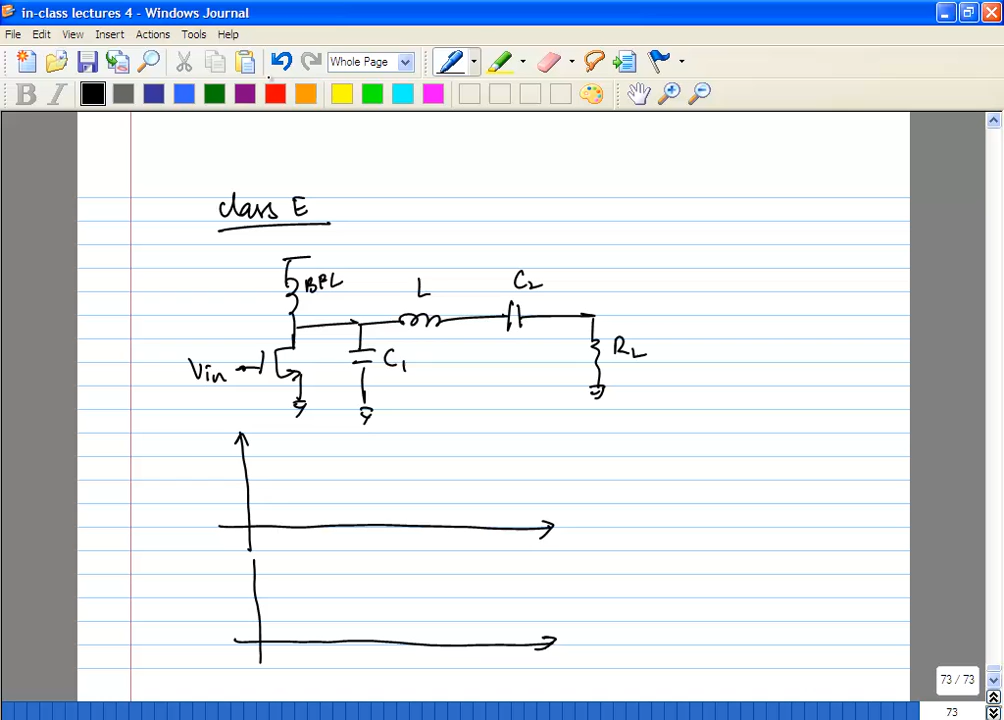 in-class lectures 4 - Windows Journal
File Edit View Insert Actions Tools Help
Whole Page
B I
class E
BFL
L
C2
Vin
C1
RL
73 / 73
73